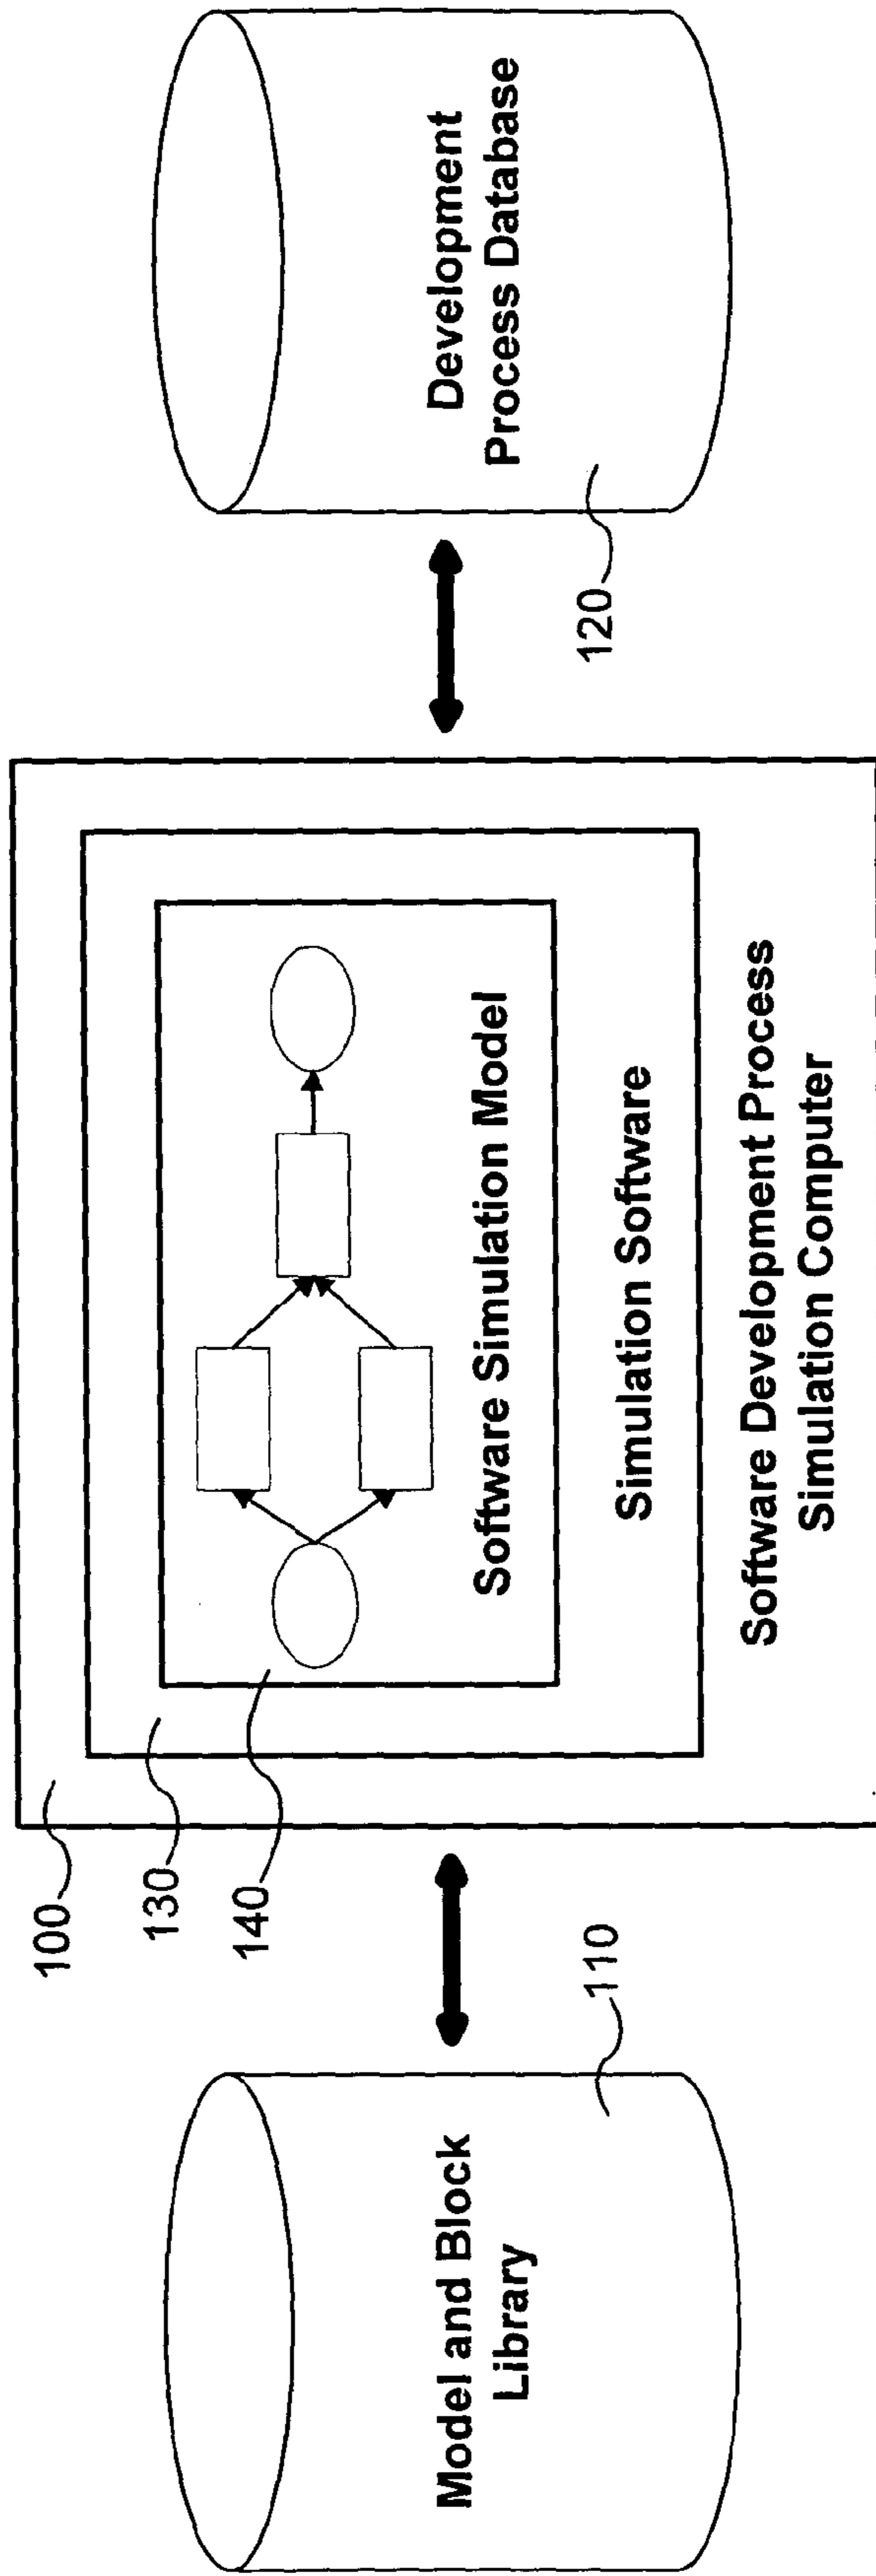 100
130
140
Software Simulation Model
Simulation Software
Software Development Process
Simulation Computer
Model and Block
Library
110
Development
Process Database
120